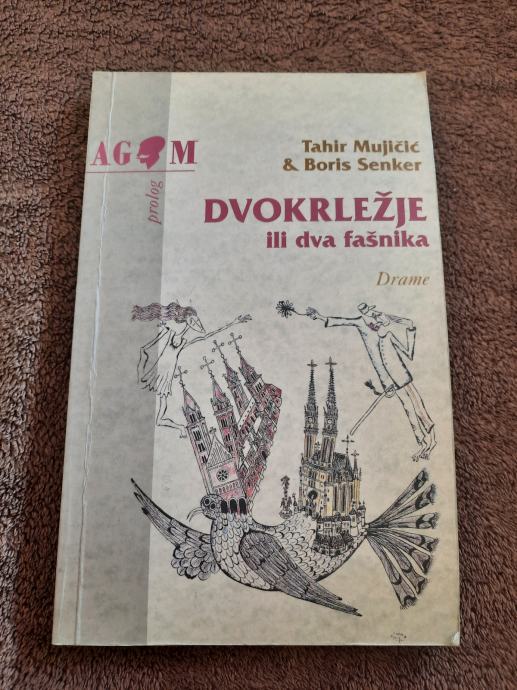 AGM
prolog
Tahir Mujičić
& Boris Senker
DVOKRLEŽJE
ili dva fašnika
Drame